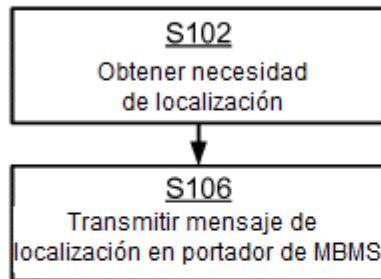 S102
Obtener necesidad
de localización
S106
Transmitir mensaje de
localización en portador de MBMS